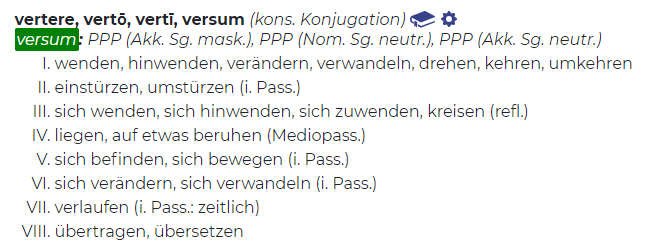 vertere, vertō, vertī, versum (kons. Konjugation)
versum: PPP (Akk. Sg. mask.), PPP (Nom. Sg. neutr.), PPP (Akk. Sg. neutr.)
I. wenden, hinwenden, verändern, verwandeln, drehen, kehren, umkehren
II. einstürzen, umstürzen (i. Pass.)
III. sich wenden, sich hinwenden, sich zuwenden, kreisen (refl.)
IV. liegen, auf etwas beruhen (Mediopass.)
V. sich befinden, sich bewegen (i. Pass.)
VI. sich verändern, sich verwandeln (i. Pass.)
VII. verlaufen (i. Pass.: zeitlich)
VIII. übertragen, übersetzen